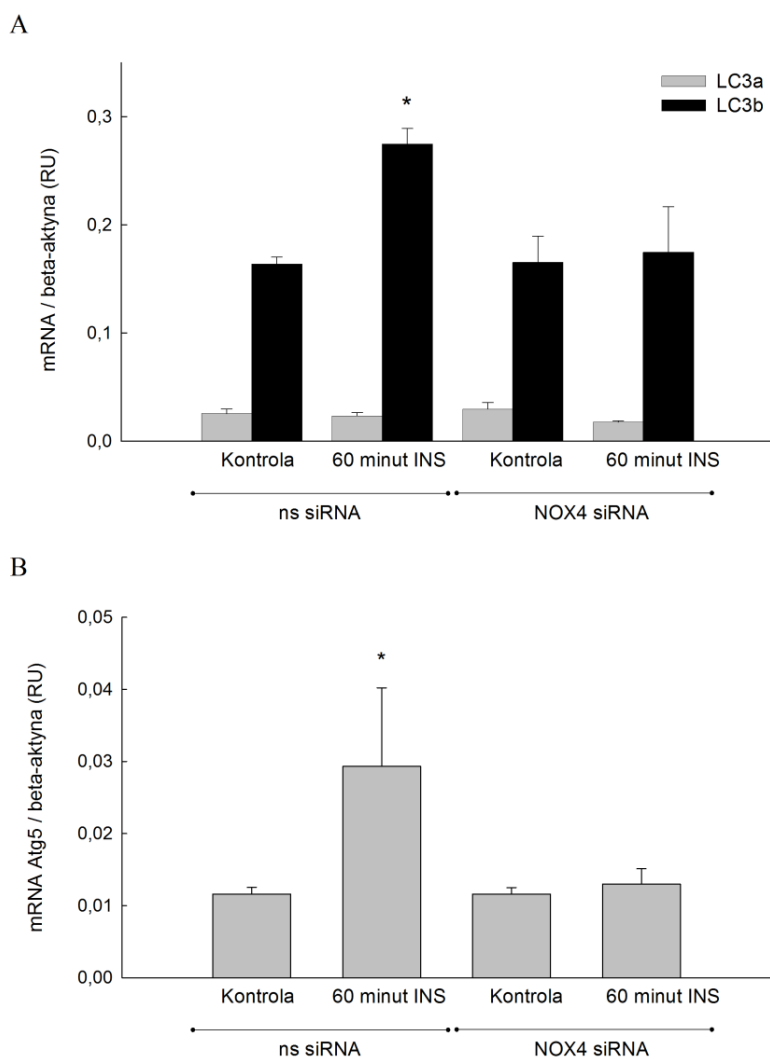 A
LC3a
LC3b
*
mRNA / beta-aktyna (RU)
0,3
0,2
0,1
0,0
Kontrola 60 minut INS Kontrola 60 minut INS
ns siRNA NOX4 siRNA
B
*
mRNA Atg5 / beta-aktyna (RU)
0,05
0,04
0,03
0,02
0,01
0,00
Kontrola 60 minut INS Kontrola 60 minut INS
ns siRNA NOX4 siRNA